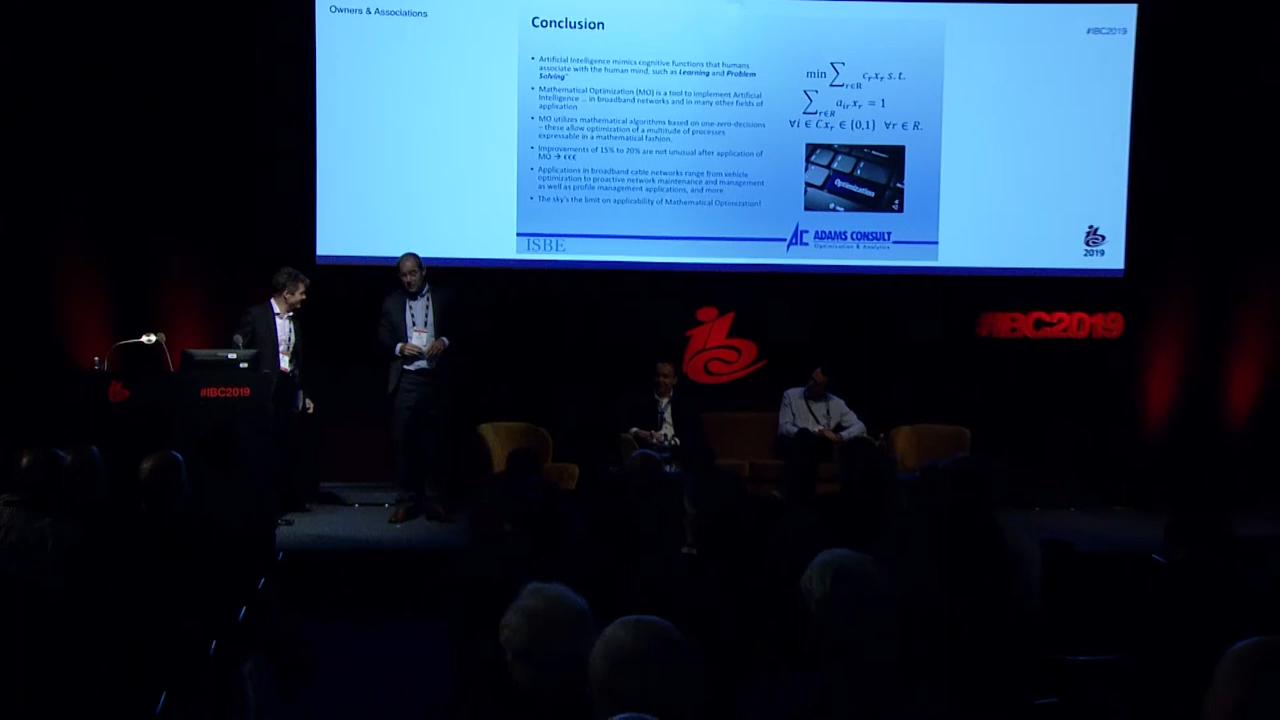 Owners & Associations
#IBC2019
Conclusion
• Artificial Intelligence mimics cognitive functions that humans
associate with the human mind, such as Learning and Problem
Solving"
• Mathematical Optimization (MO) is a tool to implement Artificial
Intelligence ... in broadband networks and in many other fields of
application
• MO utilizes mathematical algorithms based on one-zero-decisions
– these allow optimization of a multitude of processes
expressable in a mathematical fashion.
• Improvements of 15% to 20% are not unusual after application of
MO → €€€
• Applications in broadband cable networks range from vehicle
optimization to proactive network maintenance and management
as well as profile management applications, and more.
• The sky's the limit on applicability of Mathematical Optimization!
min ∑r∈R cᵣxᵣ s.t.
∑r∈R aᵢᵣxᵣ = 1
∀i ∈ Cxᵣ ∈ {0,1} ∀r ∈ R.
Optimization
ISBE
AC ADAMS CONSULT
Optimization & Analytics
2019
#IBC2019
#IBC2019